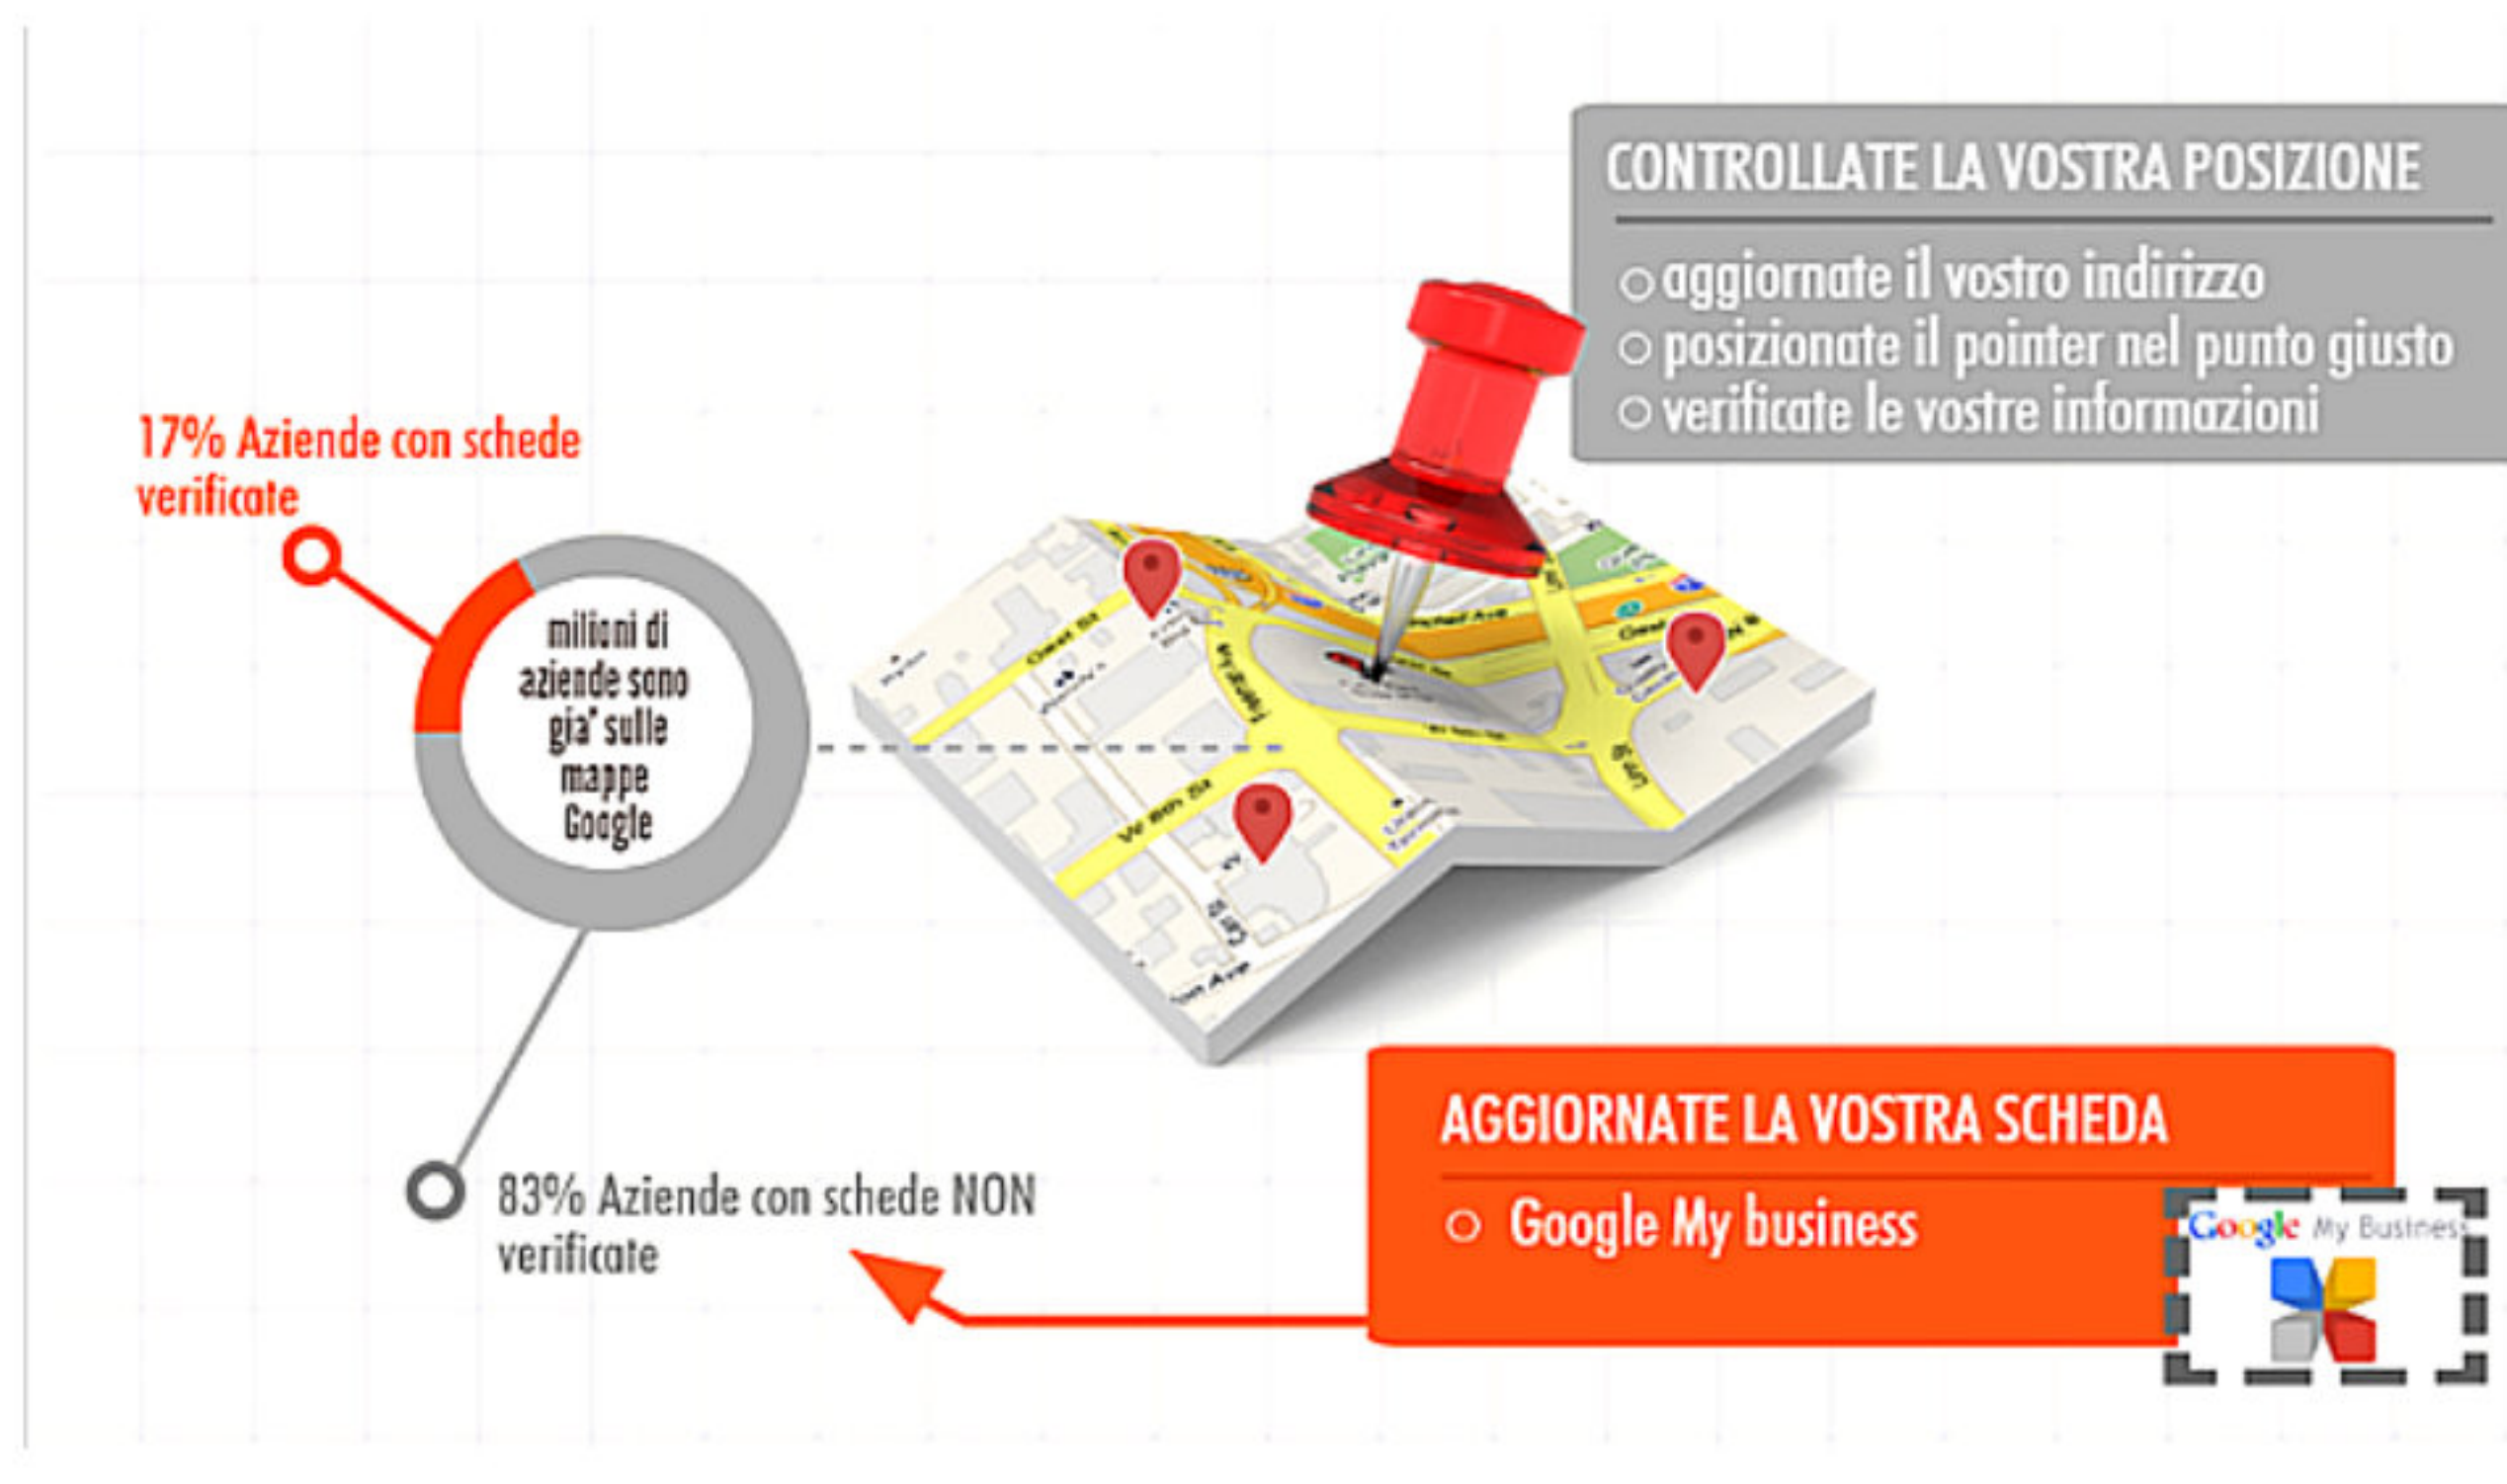 CONTROLLATE LA VOSTRA POSIZIONE
aggiornate il vostro indirizzo
posizionate il pointer nel punto giusto
verificate le vostre informazioni
17% Aziende con schede
verificate
milioni di
aziende sono
gia' sulle
mappe
Google
W 8th St
83% Aziende con schede NON
verificate
AGGIORNATE LA VOSTRA SCHEDA
Google My business
Google My Business